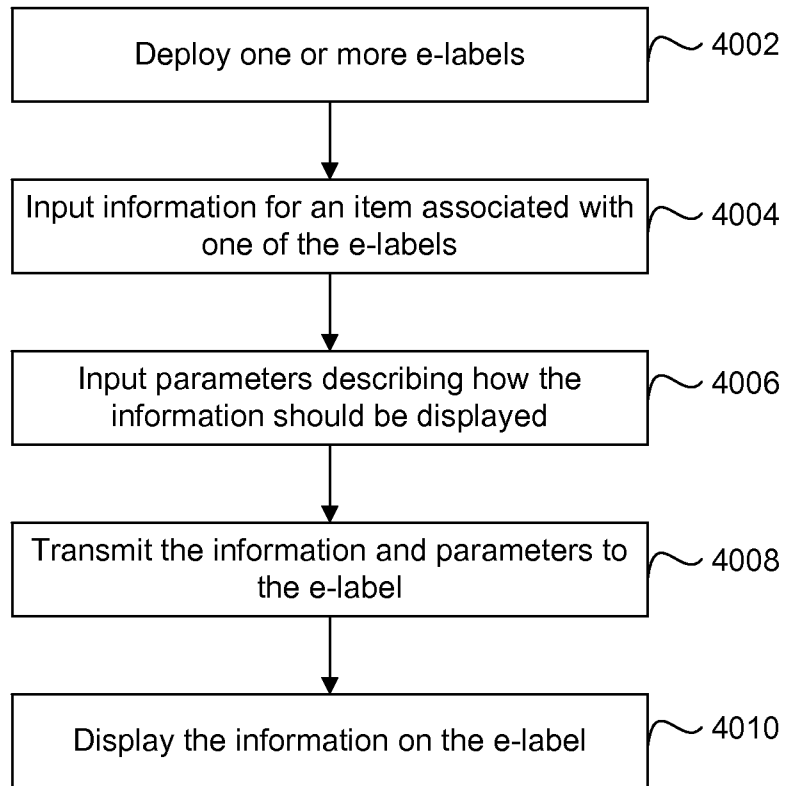 Deploy one or more e-labels
4002
Input information for an item associated with
one of the e-labels
4004
Input parameters describing how the
information should be displayed
4006
Transmit the information and parameters to
the e-label
4008
Display the information on the e-label
4010